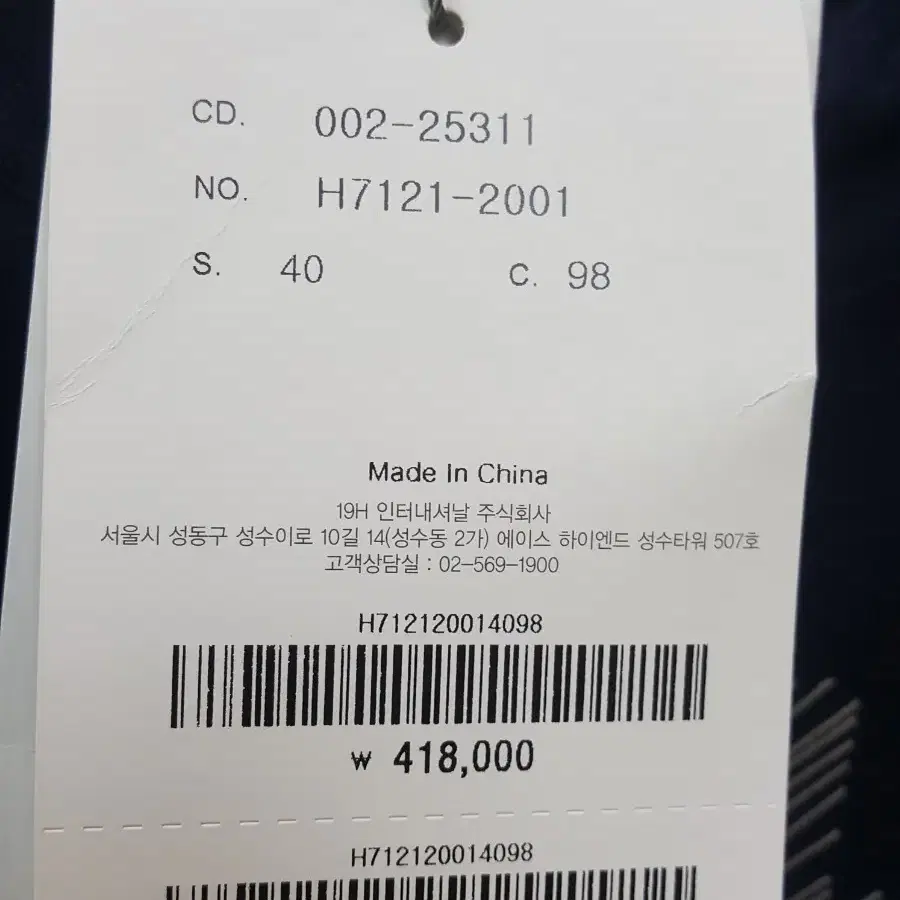 CD. 002-25311
NO. H7121-2001
S. 40 C. 98
Made In China
19H 인터내셔날 주식회사
서울시 성동구 성수이로 10길 14(성수동 2가) 에이스 하이엔드 성수타워 507호
고객상담실 : 02-569-1900
H712120014098
₩ 418,000
H712120014098